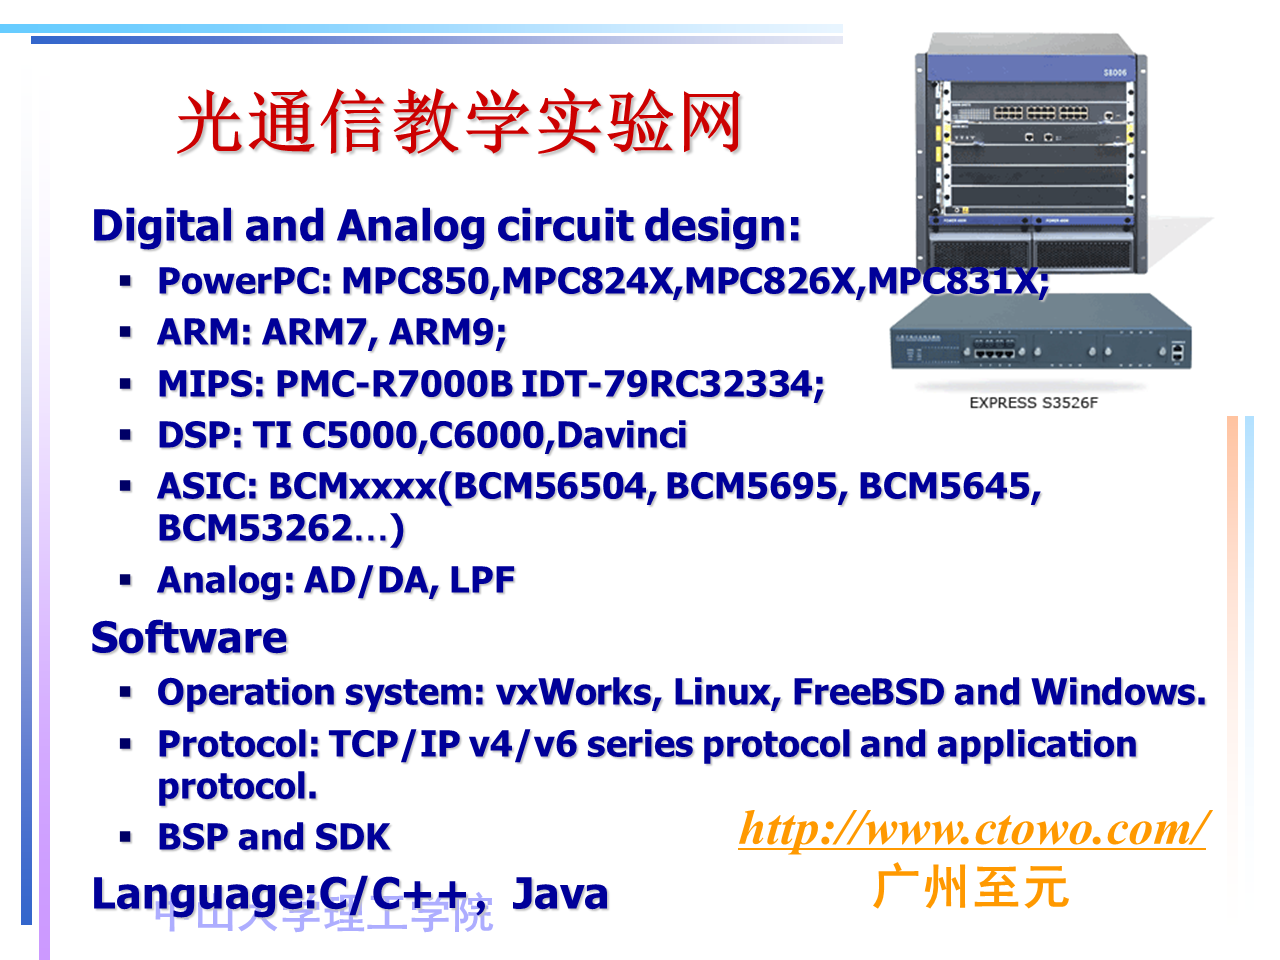 光通信教学实验网
S8006
Digital and Analog circuit design:
PowerPC: MPC850,MPC824X,MPC826X,MPC831X;
ARM: ARM7, ARM9;
MIPS: PMC-R7000B IDT-79RC32334;
DSP: TI C5000,C6000,Davinci
EXPRESS S3526F
ASIC: BCMxxxx(BCM56504, BCM5695, BCM5645,
BCM53262…)
Analog: AD/DA, LPF
Software
Operation system: vxWorks, Linux, FreeBSD and Windows.
Protocol: TCP/IP v4/v6 series protocol and application
protocol.
BSP and SDK
http://www.ctowo.com/
广州至元
Language:C/C++，Java
中山大学理工学院